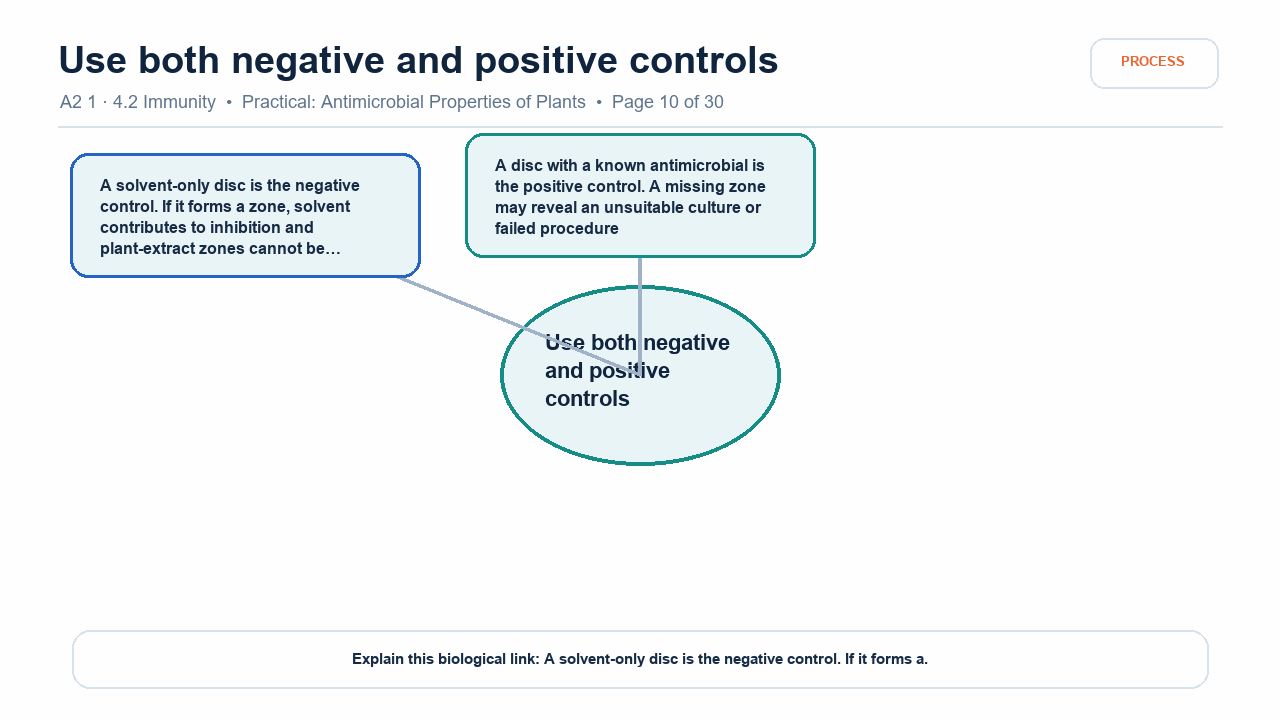 Use both negative and positive controls
PROCESS
A2 1 · 4.2 Immunity • Practical: Antimicrobial Properties of Plants • Page 10 of 30
A solvent-only disc is the negative
control. If it forms a zone, solvent
contributes to inhibition and
plant-extract zones cannot be…
A disc with a known antimicrobial is
the positive control. A missing zone
may reveal an unsuitable culture or
failed procedure
Use both negative
and positive
controls
Explain this biological link: A solvent-only disc is the negative control. If it forms a.